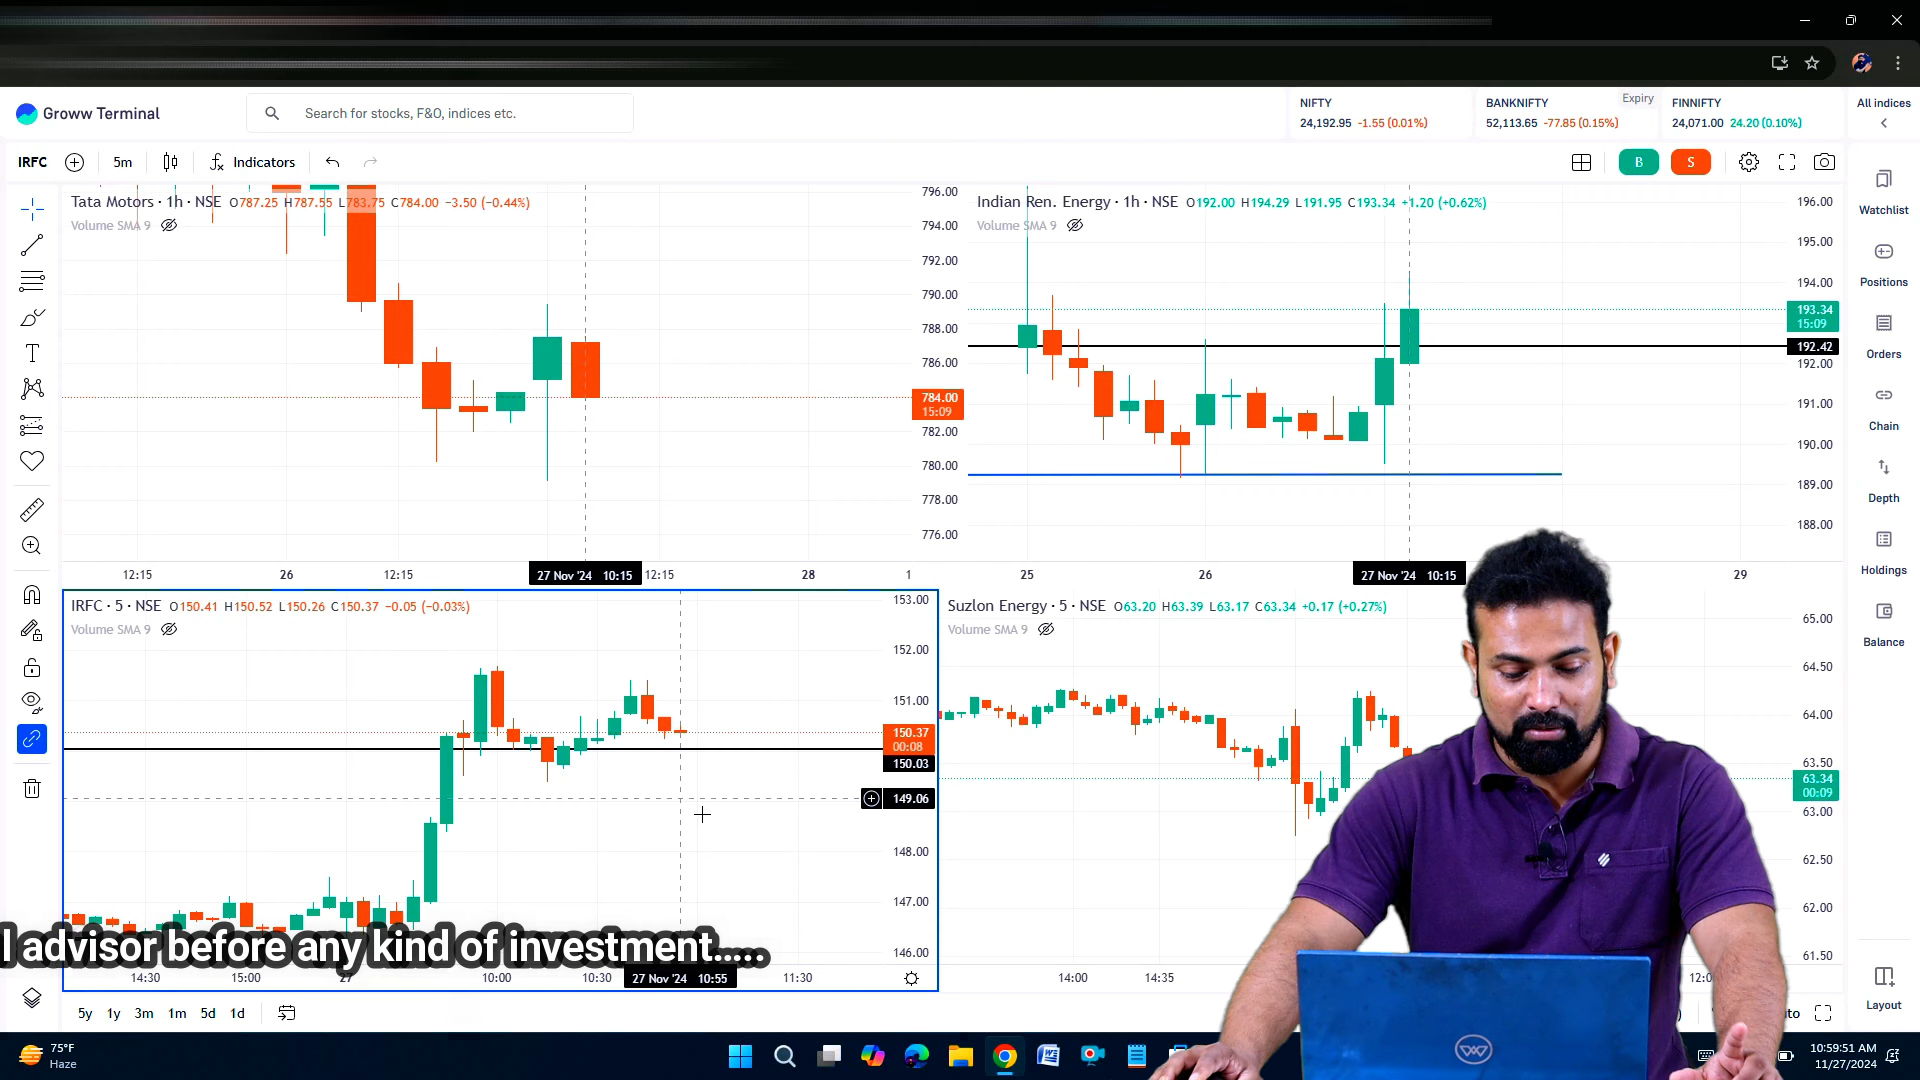 Groww Terminal
Search for stocks, F&O, indices etc.
NIFTY
24,192.95 -1.55 (0.01%)
BANKNIFTY
Expiry
52,113.65 -77.85 (0.15%)
FINNIFTY
24,071.00 24.20 (0.10%)
All indices
IRFC
5m
Indicators
B
S
Tata Motors · 1h · NSE O787.25 H787.55 L783.75 C784.00 −3.50 (−0.44%)
Volume SMA 9
796.00
794.00
792.00
790.00
788.00
786.00
784.00
15:09
782.00
780.00
778.00
776.00
12:15
26
12:15
27 Nov '24 10:15
12:15
28
1
Indian Ren. Energy · 1h · NSE O192.00 H194.29 L191.95 C193.34 +1.20 (+0.62%)
Volume SMA 9
196.00
195.00
194.00
193.34
15:09
192.42
192.00
191.00
190.00
189.00
188.00
25
26
27 Nov '24 10:15
29
IRFC · 5 · NSE O150.41 H150.52 L150.26 C150.37 −0.05 (−0.03%)
Volume SMA 9
153.00
152.00
151.00
150.37
00:08
150.03
149.06
148.00
147.00
146.00
14:30
15:00
27
10:00
10:30
27 Nov '24 10:55
11:30
Suzlon Energy · 5 · NSE O63.20 H63.39 L63.17 C63.34 +0.17 (+0.27%)
Volume SMA 9
65.00
64.50
64.00
63.50
63.34
00:09
63.00
62.50
62.00
61.50
14:00
14:35
l advisor before any kind of investment....
5y
1y
3m
1m
5d
1d
Watchlist
Positions
Orders
Chain
Depth
Holdings
Balance
Layout
75°F
Haze
10:59:51 AM
11/27/2024